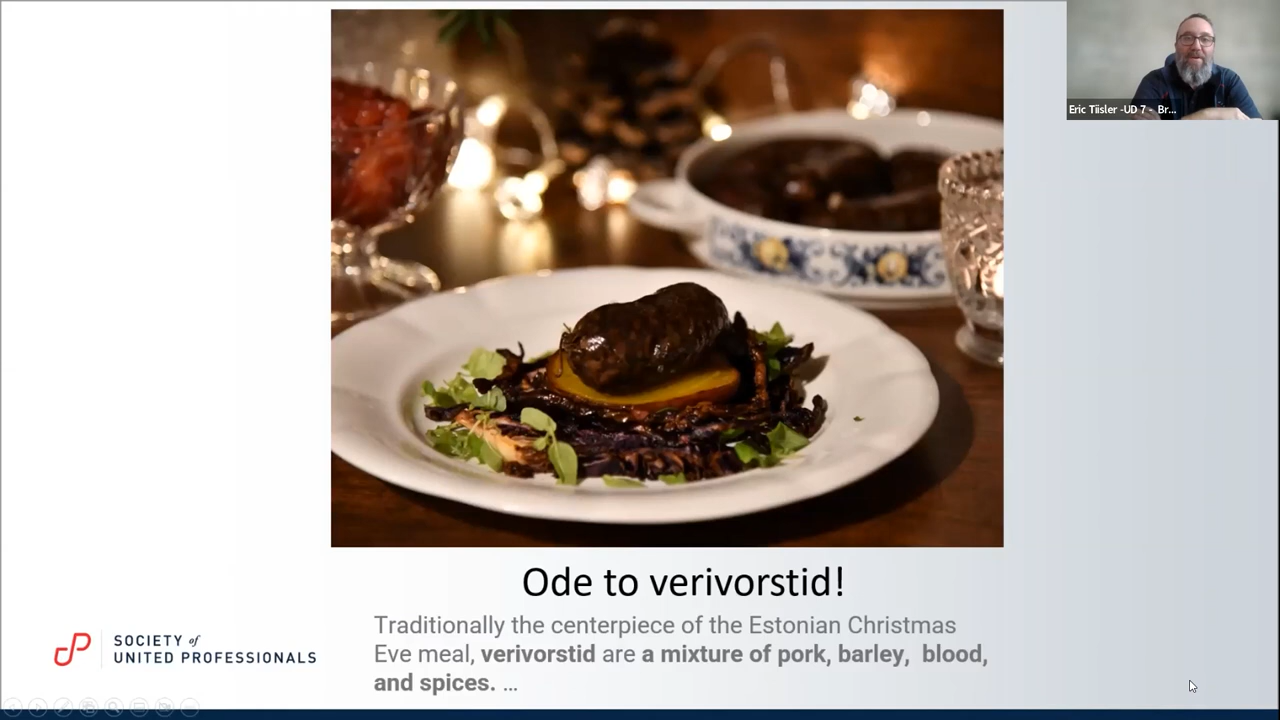 Eric Tiisler -UD 7 - Br...
Ode to verivorstid!
Traditionally the centerpiece of the Estonian Christmas
Eve meal, verivorstid are a mixture of pork, barley, blood,
and spices. ...
SOCIETY of
UNITED PROFESSIONALS